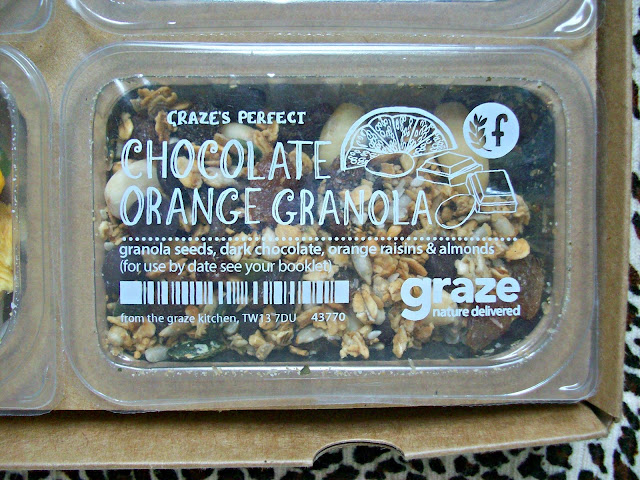 GRAZE'S PERFECT
CHOCOLATE
ORANGE GRANOLA
f
granola seeds, dark chocolate, orange raisins & almonds
(for use by date see your booklet)
from the graze kitchen, TW13 7DU 43770
graze
nature delivered